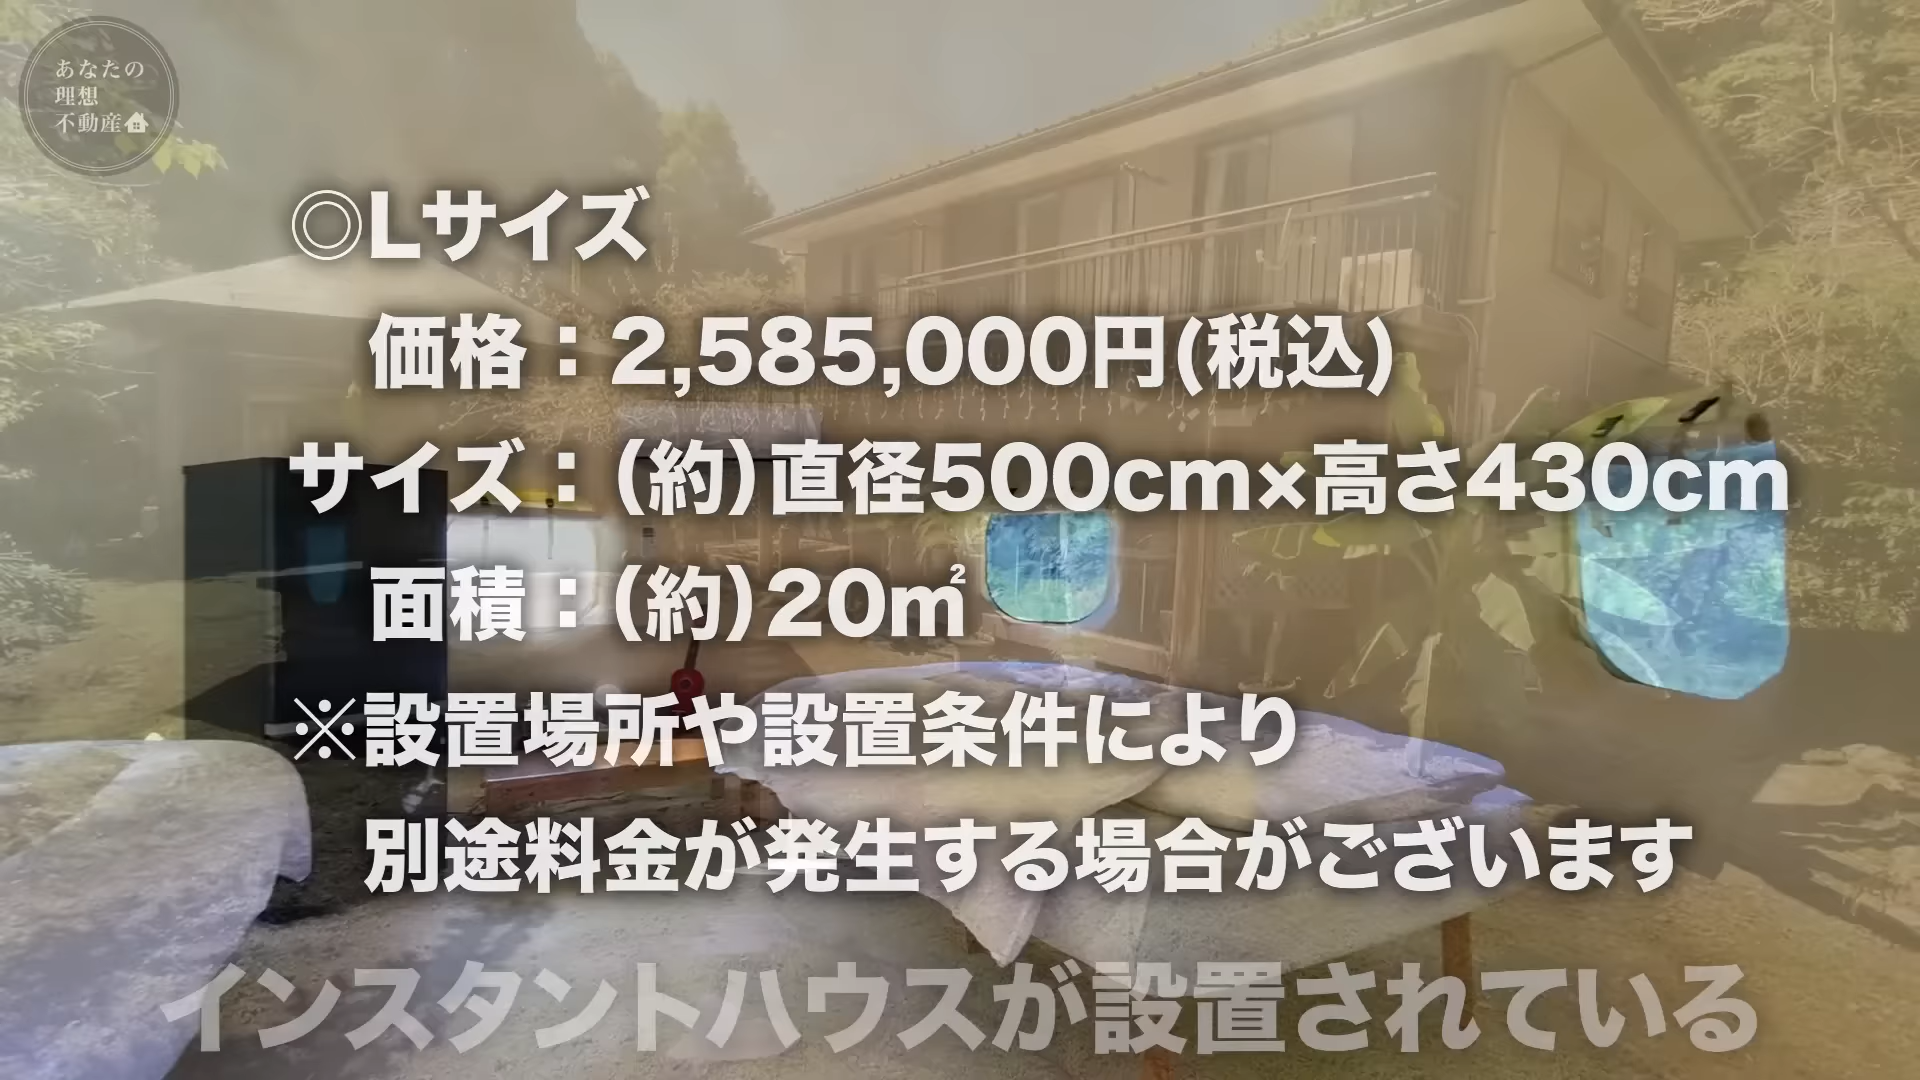 あなたの
理想
不動産
◎Lサイズ
価格：2,585,000円(税込)
サイズ：(約)直径500cm×高さ430cm
面積：(約)20㎡
※設置場所や設置条件により
別途料金が発生する場合がございます
インスタントハウスが設置されている